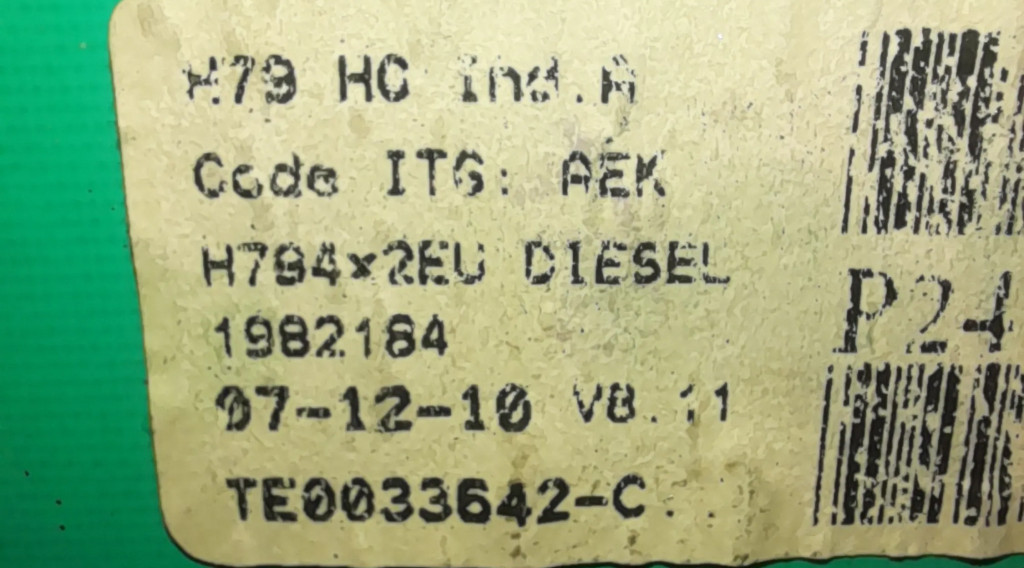 H79 HC Ind.A
Code ITG: AEK
H794x2EU DIESEL
1982184
07-12-10 V8.11
TE0033642-C
P24